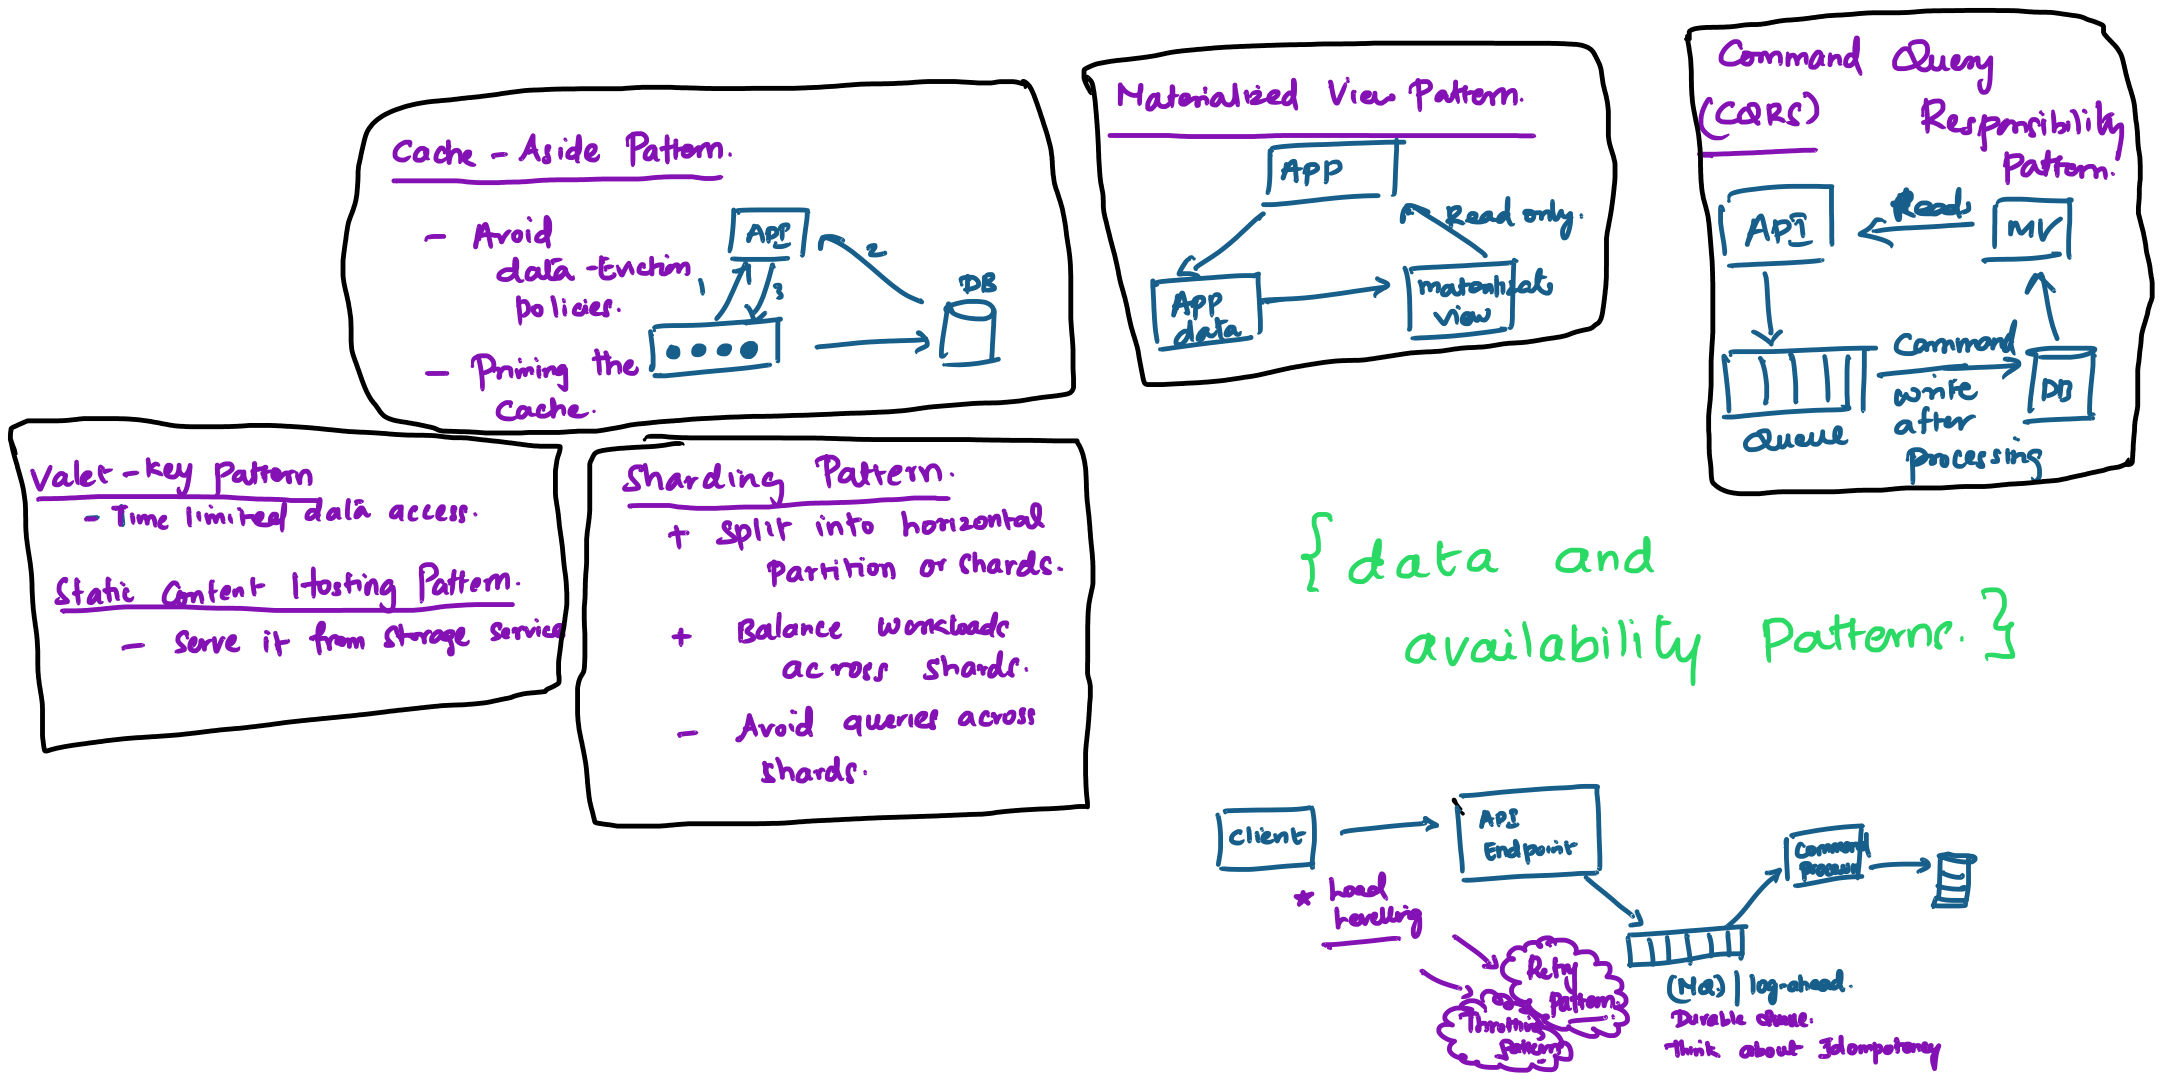 Cache-Aside Pattern.
- Avoid
data-Eviction
policies.
- Priming the
Cache.
APP
1
3
2
DB
Materialized View Pattern.
APP
Read only.
APP
data
view
Command Query
(CQRS)
Responsibility
Pattern.
API
Read
MV
Queue
Command
write
after
processing
DB
Valet-key Pattern
- Time limited data access.
Static Content Hosting Pattern.
- Serve it from storage service
Sharding Pattern.
+ Split into horizontal
Partition or shards.
+ Balance workloads
across shards.
- Avoid queries across
shards.
{data and
availability Patterns.}
Client
API
Endpoint
Command
* Load
Levelling
Retry
Pattern.
Throttling
Pattern
(MQ) | log-ahead.
Durable Queue.
Think about Idompotency